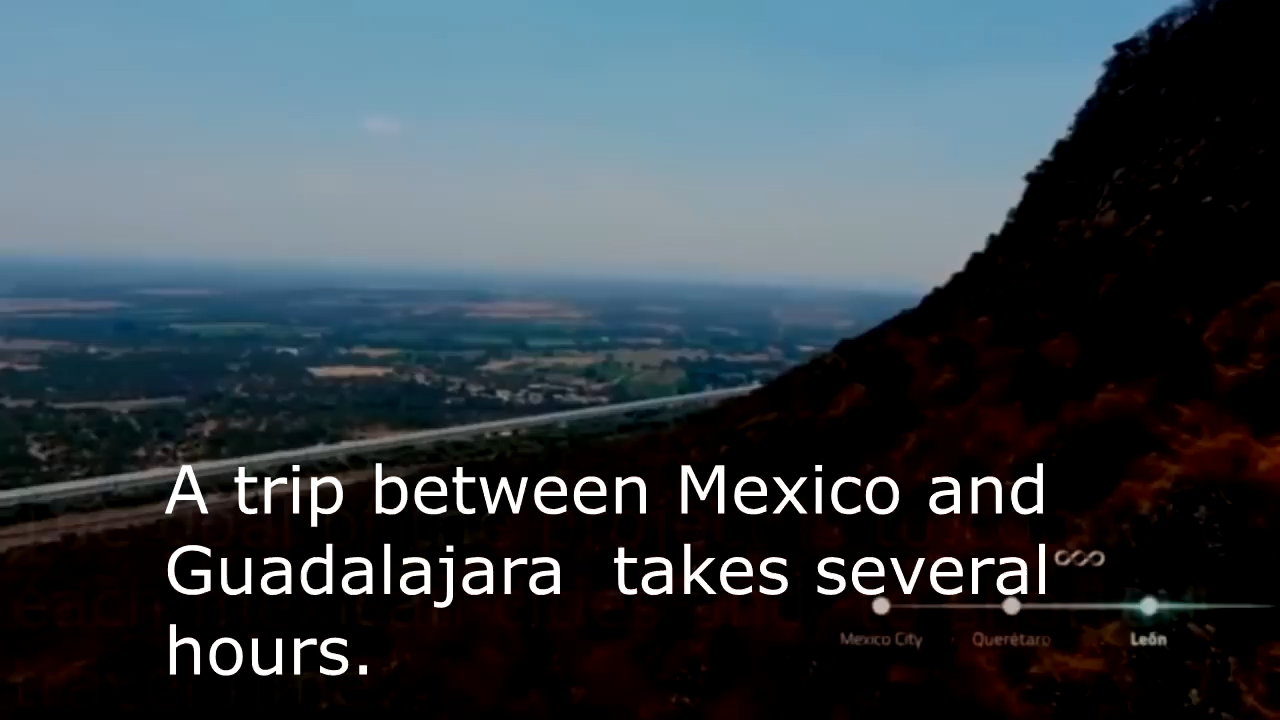 A trip between Mexico and
Guadalajara  takes several
hours.
Mexico City
Querétaro
León